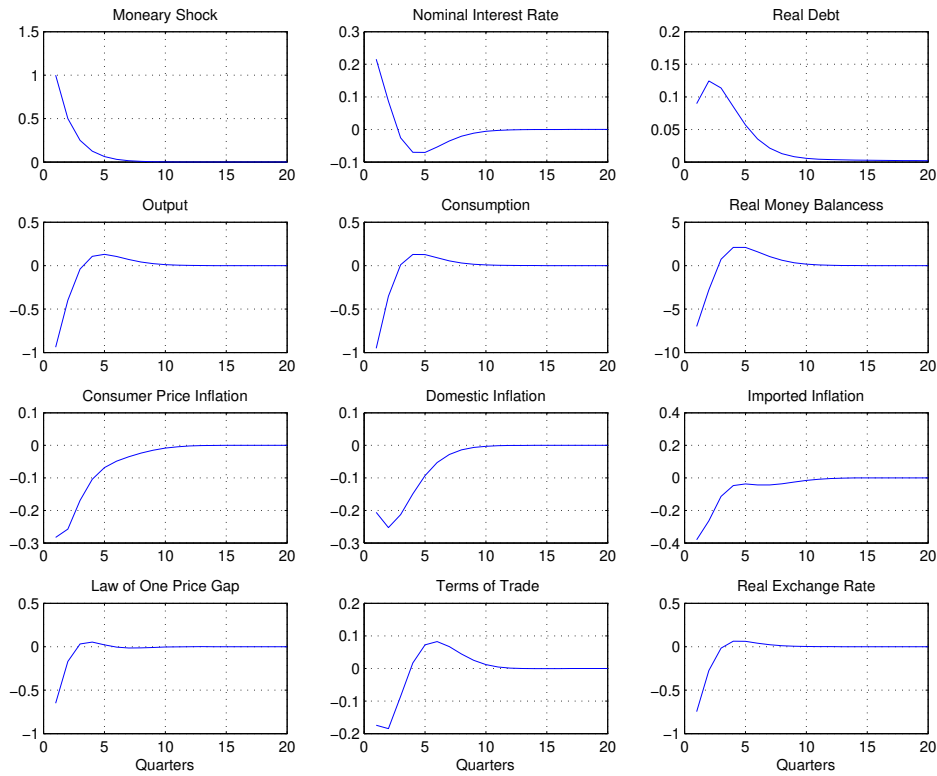 Moneary Shock
1.5
1
0.5
0
0 5 10 15 20
Nominal Interest Rate
0.3
0.2
0.1
0
−0.1
0 5 10 15 20
Real Debt
0.2
0.15
0.1
0.05
0
0 5 10 15 20
Output
0.5
0
−0.5
−1
0 5 10 15 20
Consumption
0.5
0
−0.5
−1
0 5 10 15 20
Real Money Balancess
5
0
−5
−10
0 5 10 15 20
Consumer Price Inflation
0.1
0
−0.1
−0.2
−0.3
0 5 10 15 20
Domestic Inflation
0.1
0
−0.1
−0.2
−0.3
0 5 10 15 20
Imported Inflation
0.4
0.2
0
−0.2
−0.4
0 5 10 15 20
Law of One Price Gap
0.5
0
−0.5
−1
0 5 10 15 20
Quarters
Terms of Trade
0.2
0.1
0
−0.1
−0.2
0 5 10 15 20
Quarters
Real Exchange Rate
0.5
0
−0.5
−1
0 5 10 15 20
Quarters